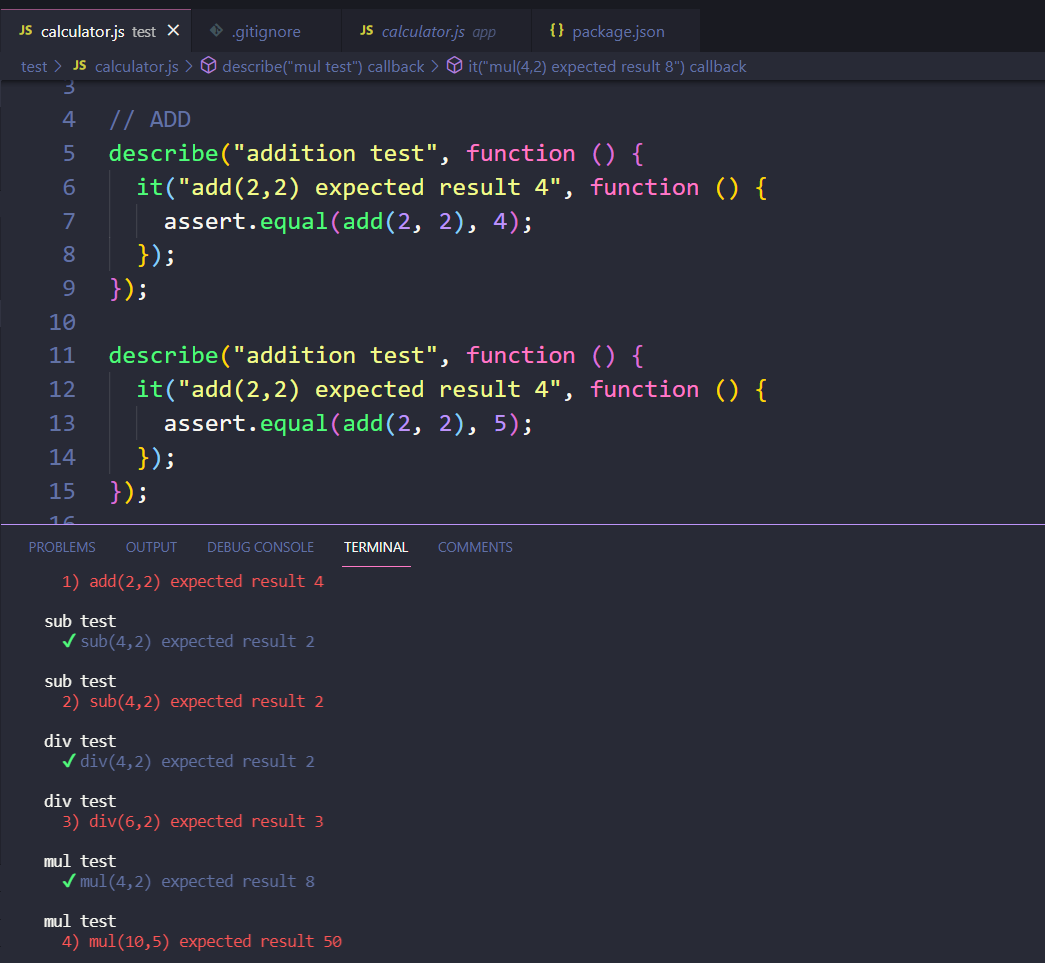 JS calculator.js test
.gitignore
JS calculator.js app
{} package.json
test > JS calculator.js > describe("mul test") callback > it("mul(4,2) expected result 8") callback
3
4 // ADD
5 describe("addition test", function () {
6 it("add(2,2) expected result 4", function () {
7 assert.equal(add(2, 2), 4);
8 });
9 });
10
11 describe("addition test", function () {
12 it("add(2,2) expected result 4", function () {
13 assert.equal(add(2, 2), 5);
14 });
15 });
16
PROBLEMS OUTPUT DEBUG CONSOLE TERMINAL COMMENTS
1) add(2,2) expected result 4
sub test
✓ sub(4,2) expected result 2
sub test
2) sub(4,2) expected result 2
div test
✓ div(4,2) expected result 2
div test
3) div(6,2) expected result 3
mul test
✓ mul(4,2) expected result 8
mul test
4) mul(10,5) expected result 50